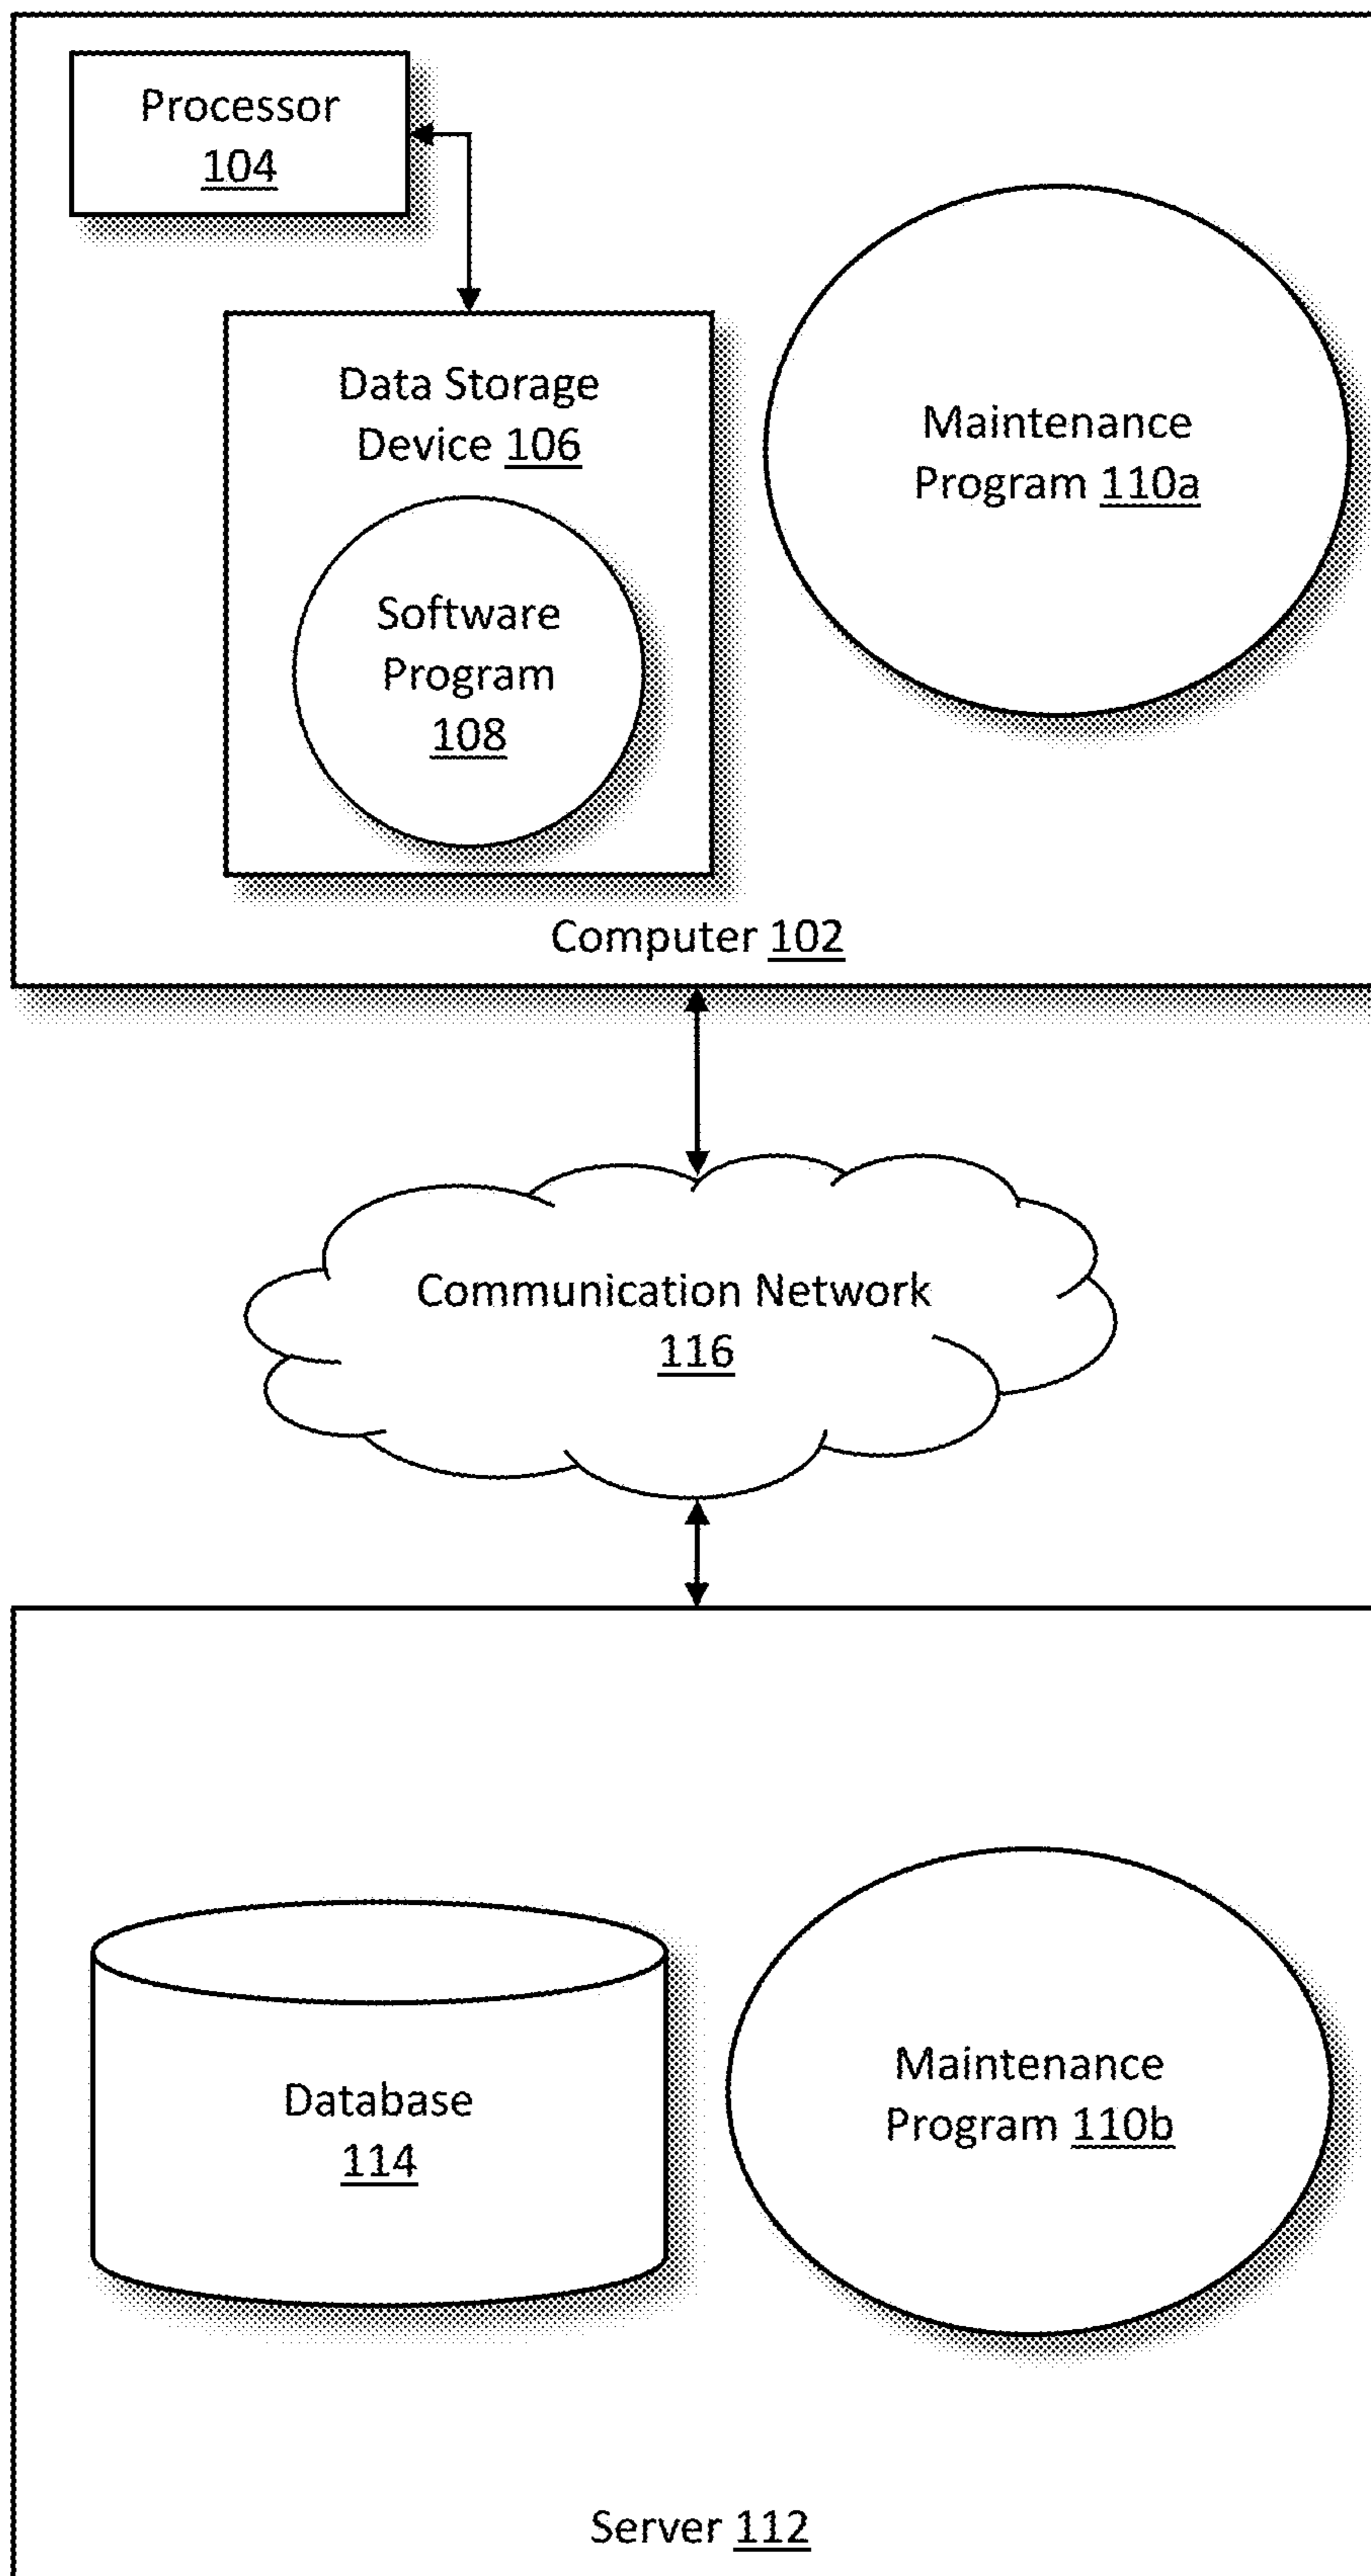 Processor
104
Data Storage
Device 106
Maintenance
Program 110a
Software
Program
108
Computer 102
Communication Network
116
Database
114
Maintenance
Program 110b
Server 112